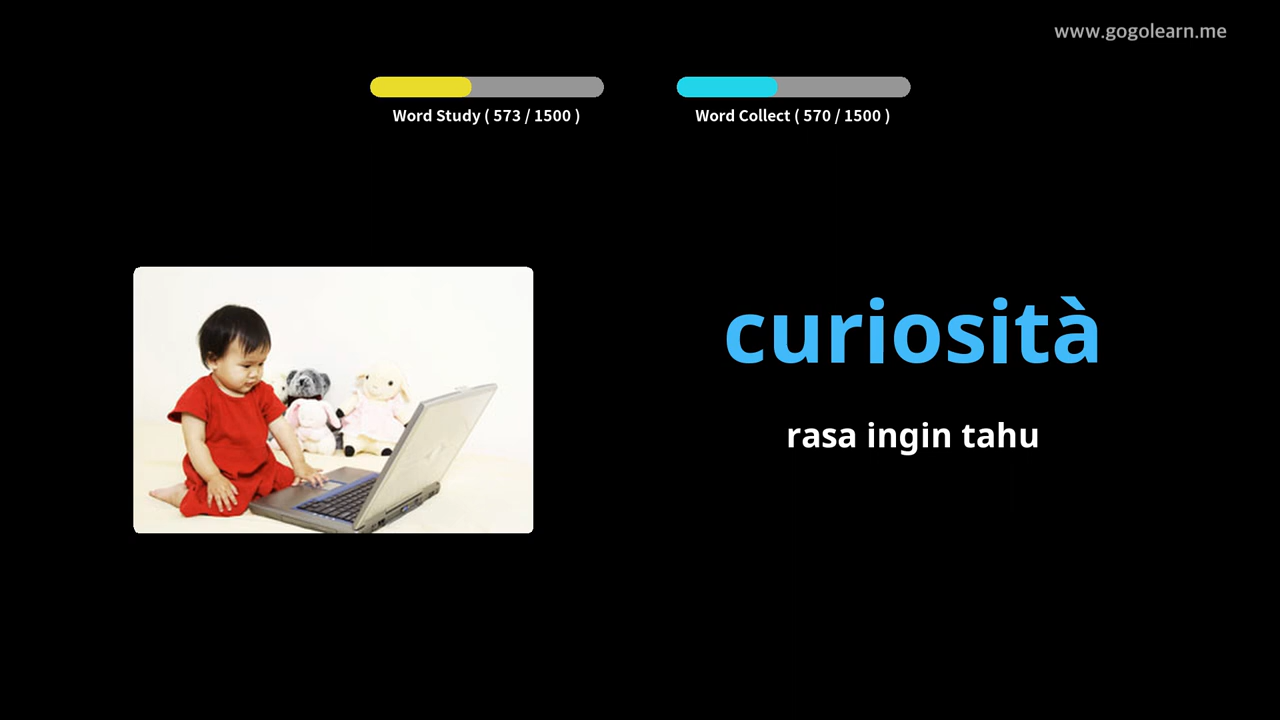 www.gogolearn.me
Word Study ( 573 / 1500 )
Word Collect ( 570 / 1500 )
curiosità
rasa ingin tahu